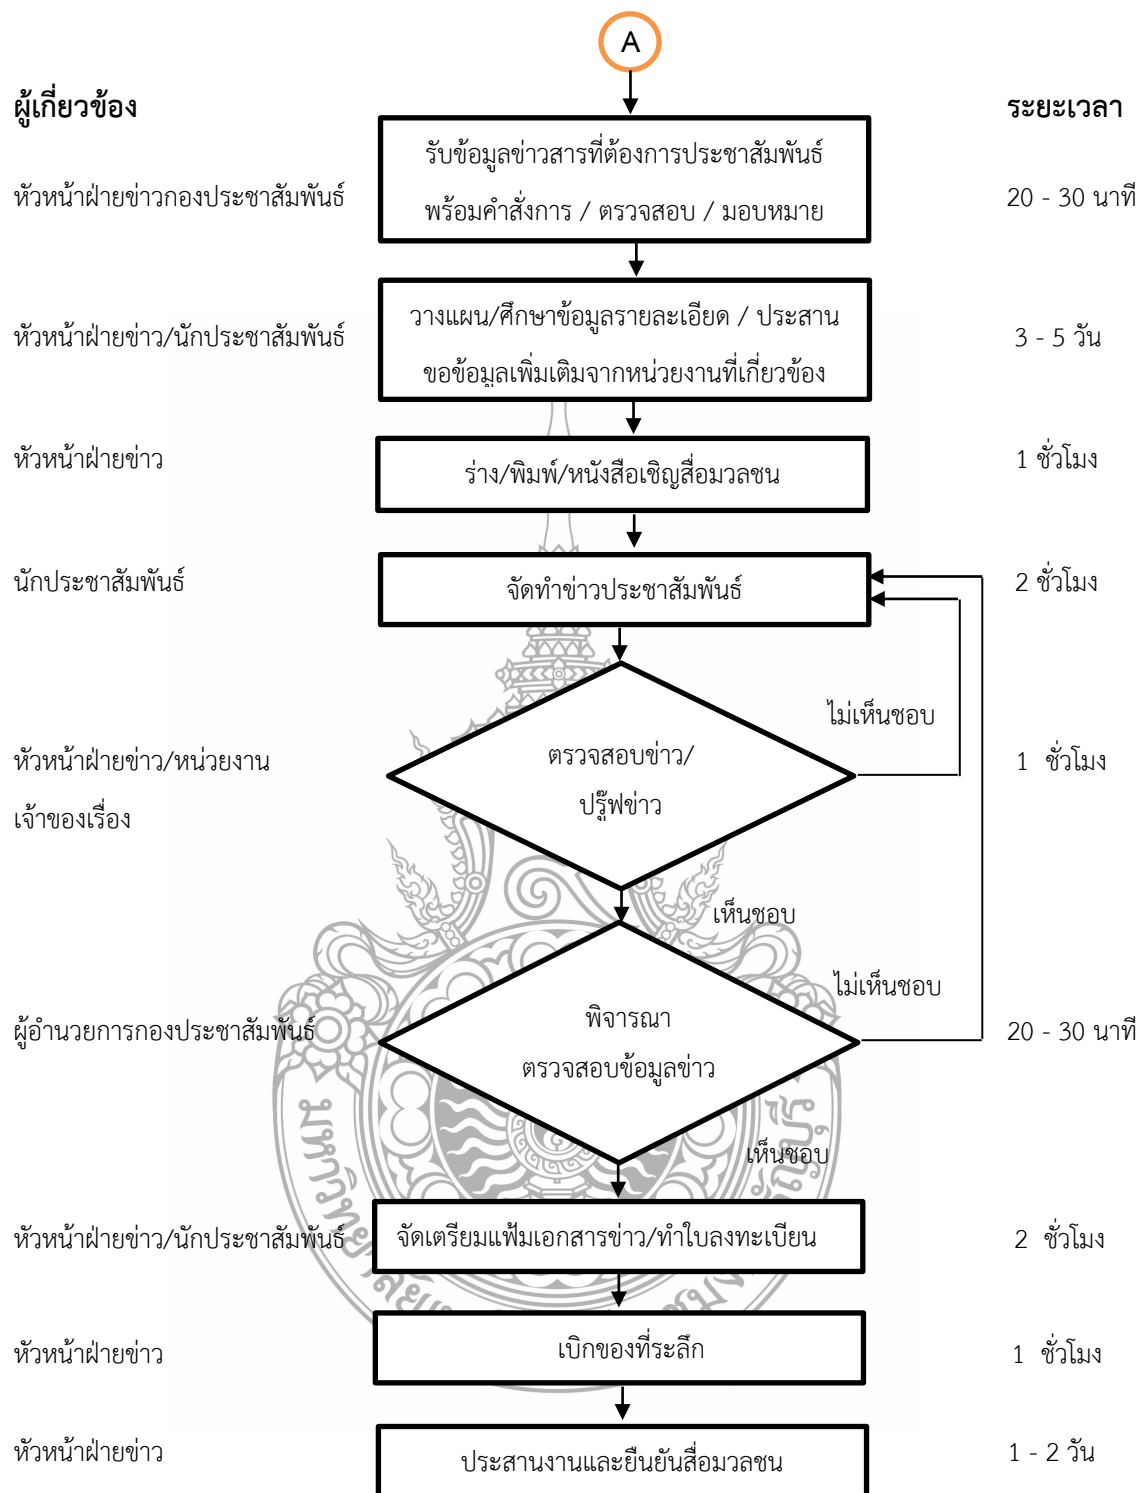 A
ผู้เกี่ยวข้อง
ระยะเวลา
รับข้อมูลข่าวสารที่ต้องการประชาสัมพันธ์
หัวหน้าฝ่ายข่าวกองประชาสัมพันธ์
พร้อมคำสั่งการ / ตรวจสอบ / มอบหมาย
20 - 30 นาที
วางแผน/ศึกษาข้อมูลรายละเอียด / ประสาน
หัวหน้าฝ่ายข่าว/นักประชาสัมพันธ์
3 - 5 วัน
ขอข้อมูลเพิ่มเติมจากหน่วยงานที่เกี่ยวข้อง
หัวหน้าฝ่ายข่าว
ร่าง/พิมพ์/หนังสือเชิญสื่อมวลชน
1 ชั่วโมง
นักประชาสัมพันธ์
จัดทำข่าวประชาสัมพันธ์
2 ชั่วโมง
ไม่เห็นชอบ
หัวหน้าฝ่ายข่าว/หน่วยงาน
เจ้าของเรื่อง
ตรวจสอบข่าว/
ปรู๊ฟข่าว
1 ชั่วโมง
เห็นชอบ
ไม่เห็นชอบ
ผู้อำนวยการกองประชาสัมพันธ์
พิจารณา
ตรวจสอบข้อมูลข่าว
20 - 30 นาที
เห็นชอบ
หัวหน้าฝ่ายข่าว/นักประชาสัมพันธ์
จัดเตรียมแฟ้มเอกสารข่าว/ทำใบลงทะเบียน
2 ชั่วโมง
หัวหน้าฝ่ายข่าว
เบิกของที่ระลึก
1 ชั่วโมง
หัวหน้าฝ่ายข่าว
ประสานงานและยืนยันสื่อมวลชน
1 - 2 วัน